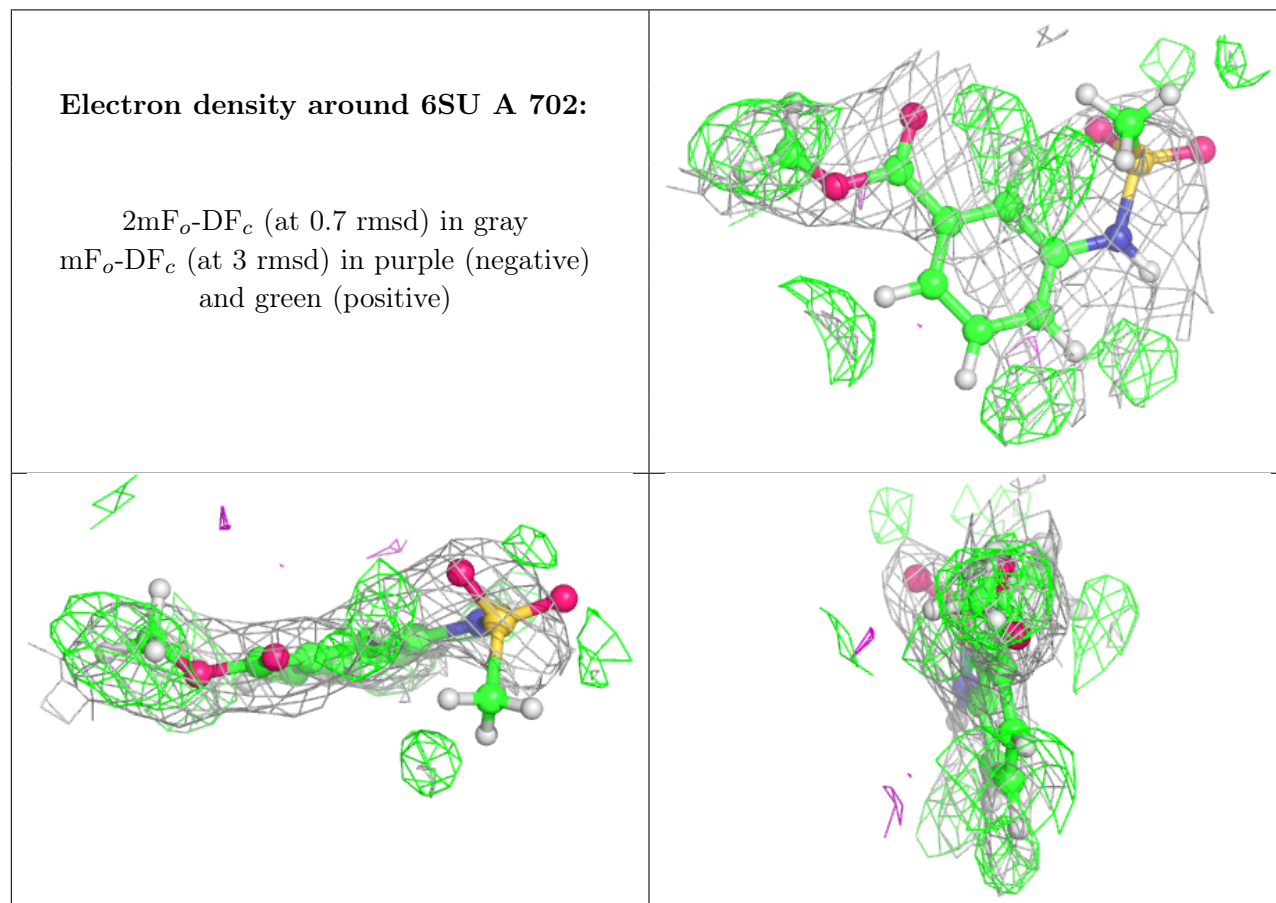 Electron density around 6SU A 702:
2mFo-DFc (at 0.7 rmsd) in gray
mFo-DFc (at 3 rmsd) in purple (negative)
and green (positive)